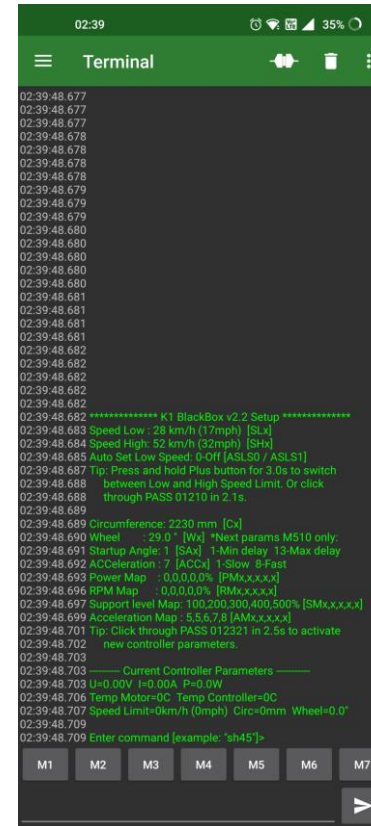 02:39
35%
Terminal
02:39:48.677
02:39:48.677
02:39:48.677
02:39:48.678
02:39:48.678
02:39:48.678
02:39:48.678
02:39:48.679
02:39:48.679
02:39:48.679
02:39:48.680
02:39:48.680
02:39:48.680
02:39:48.680
02:39:48.680
02:39:48.681
02:39:48.681
02:39:48.681
02:39:48.681
02:39:48.682
02:39:48.682
02:39:48.682
02:39:48.682
02:39:48.682
02:39:48.682 ************** K1 BlackBox v2.2 Setup **************
02:39:48.683 Speed Low : 28 km/h (17mph) [SLx]
02:39:48.684 Speed High: 52 km/h (32mph) [SHx]
02:39:48.685 Auto Set Low Speed: 0-Off [ASLS0 / ASLS1]
02:39:48.687 Tip: Press and hold Plus button for 3.0s to switch
02:39:48.688 between Low and High Speed Limit. Or click
02:39:48.688 through PASS 01210 in 2.1s.
02:39:48.689
02:39:48.689 Circumference: 2230 mm [Cx]
02:39:48.690 Wheel : 29.0 " [Wx] *Next params M510 only:
02:39:48.691 Startup Angle: 1 [SAx] 1-Min delay 13-Max delay
02:39:48.692 ACCeleration : 7 [ACCx] 1-Slow 8-Fast
02:39:48.693 Power Map : 0,0,0,0,0% [PMx,x,x,x,x]
02:39:48.696 RPM Map : 0,0,0,0,0% [RMx,x,x,x,x]
02:39:48.697 Support level Map: 100,200,300,400,500% [SMx,x,x,x,x]
02:39:48.699 Acceleration Map : 5,5,6,7,8 [AMx,x,x,x,x]
02:39:48.701 Tip: Click through PASS 012321 in 2.5s to activate
02:39:48.702 new controller parameters.
02:39:48.703
02:39:48.703 --------- Current Controller Parameters ---------
02:39:48.703 U=0.00V I=0.00A P=0.0W
02:39:48.706 Temp Motor=0C Temp Controller=0C
02:39:48.707 Speed Limit=0km/h (0mph) Circ=0mm Wheel=0.0"
02:39:48.709
02:39:48.709 Enter command [example: "sh45"]>
M1 M2 M3 M4 M5 M6 M7